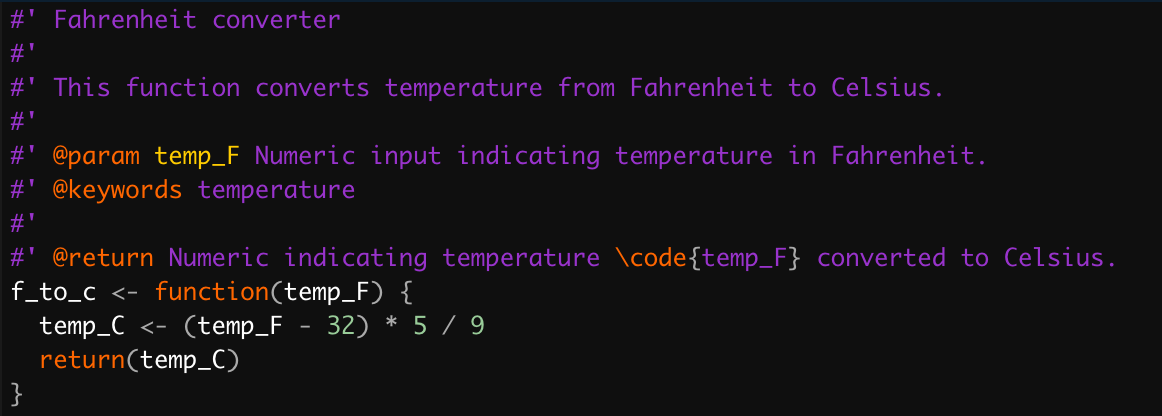 #' Fahrenheit converter
#'
#' This function converts temperature from Fahrenheit to Celsius.
#'
#' @param temp_F Numeric input indicating temperature in Fahrenheit.
#' @keywords temperature
#'
#' @return Numeric indicating temperature \code{temp_F} converted to Celsius.
f_to_c <- function(temp_F) {
  temp_C <- (temp_F - 32) * 5 / 9
  return(temp_C)
}